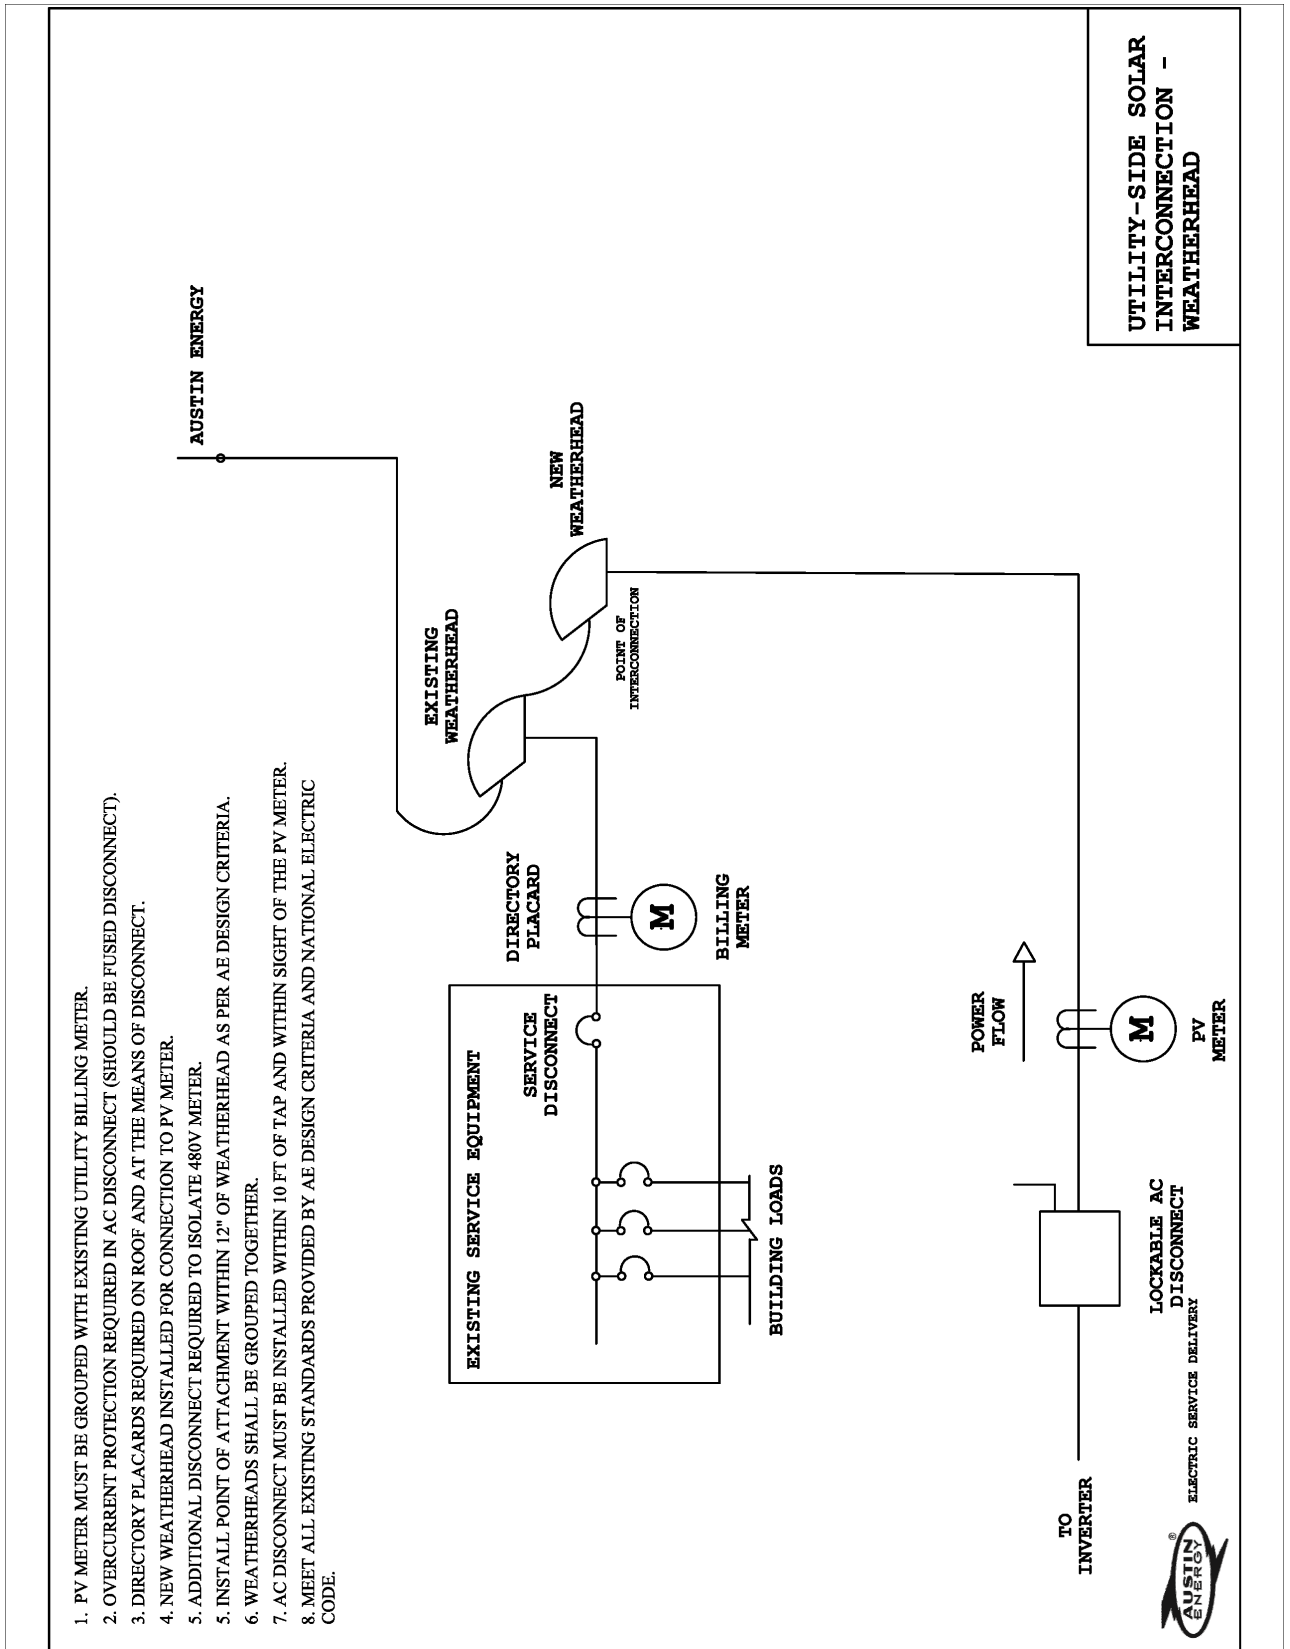 1. PV METER MUST BE GROUPED WITH EXISTING UTILITY BILLING METER.
2. OVERCURRENT PROTECTION REQUIRED IN AC DISCONNECT (SHOULD BE FUSED DISCONNECT).
3. DIRECTORY PLACARDS REQUIRED ON ROOF AND AT THE MEANS OF DISCONNECT.
4. NEW WEATHERHEAD INSTALLED FOR CONNECTION TO PV METER.
5. ADDITIONAL DISCONNECT REQUIRED TO ISOLATE 480V METER.
5. INSTALL POINT OF ATTACHMENT WITHIN 12" OF WEATHERHEAD AS PER AE DESIGN CRITERIA.
6. WEATHERHEADS SHALL BE GROUPED TOGETHER.
7. AC DISCONNECT MUST BE INSTALLED WITHIN 10 FT OF TAP AND WITHIN SIGHT OF THE PV METER.
8. MEET ALL EXISTING STANDARDS PROVIDED BY AE DESIGN CRITERIA AND NATIONAL ELECTRIC
CODE.
AUSTIN ENERGY
EXISTING
WEATHERHEAD
NEW
WEATHERHEAD
POINT OF
INTERCONNECTION
DIRECTORY
PLACARD
M
BILLING
METER
EXISTING SERVICE EQUIPMENT
SERVICE
DISCONNECT
BUILDING LOADS
POWER
FLOW
M
PV
METER
LOCKABLE AC
DISCONNECT
TO
INVERTER
AUSTIN
ENERGY
®
ELECTRIC SERVICE DELIVERY
UTILITY-SIDE SOLAR
INTERCONNECTION -
WEATHERHEAD